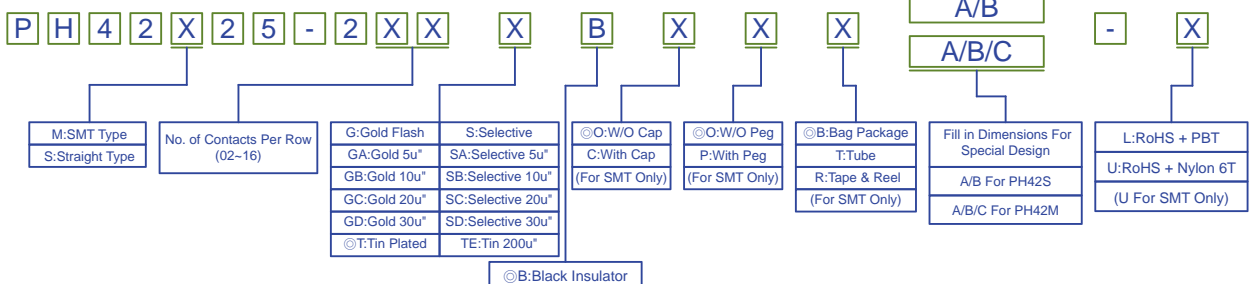 A/B
P H 4 2 X 2 5 - 2 X X X B X X X A/B/C - X
M:SMT Type
S:Straight Type
No. of Contacts Per Row
(02~16)
G:Gold Flash S:Selective
GA:Gold 5u" SA:Selective 5u"
GB:Gold 10u" SB:Selective 10u"
GC:Gold 20u" SC:Selective 20u"
GD:Gold 30u" SD:Selective 30u"
◎T:Tin Plated TE:Tin 200u"
◎B:Black Insulator
◎O:W/O Cap
C:With Cap
(For SMT Only)
◎O:W/O Peg
P:With Peg
(For SMT Only)
◎B:Bag Package
T:Tube
R:Tape & Reel
(For SMT Only)
Fill in Dimensions For
Special Design
A/B For PH42S
A/B/C For PH42M
L:RoHS + PBT
U:RoHS + Nylon 6T
(U For SMT Only)